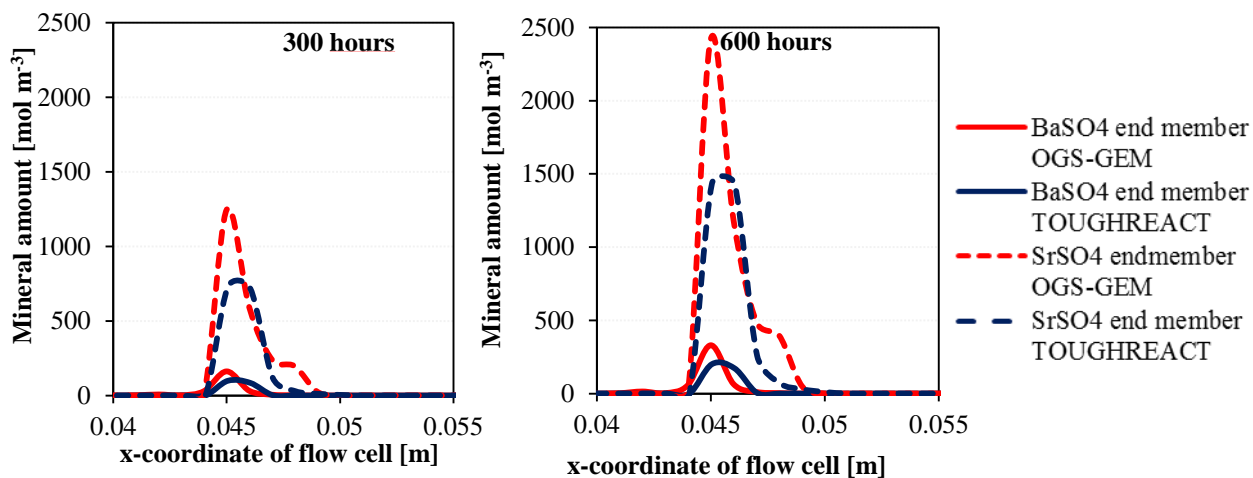 300 hours
Mineral amount [mol m-3]
2500
2000
1500
1000
500
0
0.04 0.045 0.05 0.055
x-coordinate of flow cell [m]
600 hours
Mineral amount [mol m-3]
2500
2000
1500
1000
500
0
0.04 0.045 0.05 0.055
x-coordinate of flow cell [m]
BaSO4 end member
OGS-GEM
BaSO4 end member
TOUGHREACT
SrSO4 endmember
OGS-GEM
SrSO4 end member
TOUGHREACT